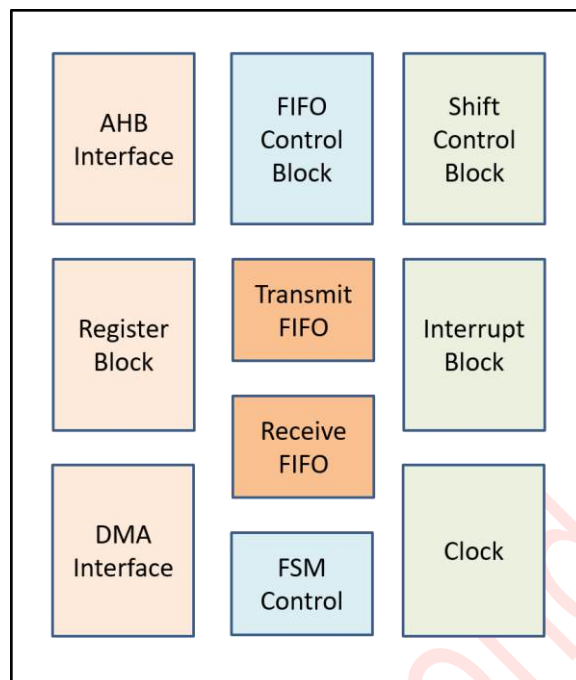 AHB
Interface
FIFO
Control
Block
Shift
Control
Block
Register
Block
Transmit
FIFO
Interrupt
Block
Receive
FIFO
DMA
Interface
FSM
Control
Clock